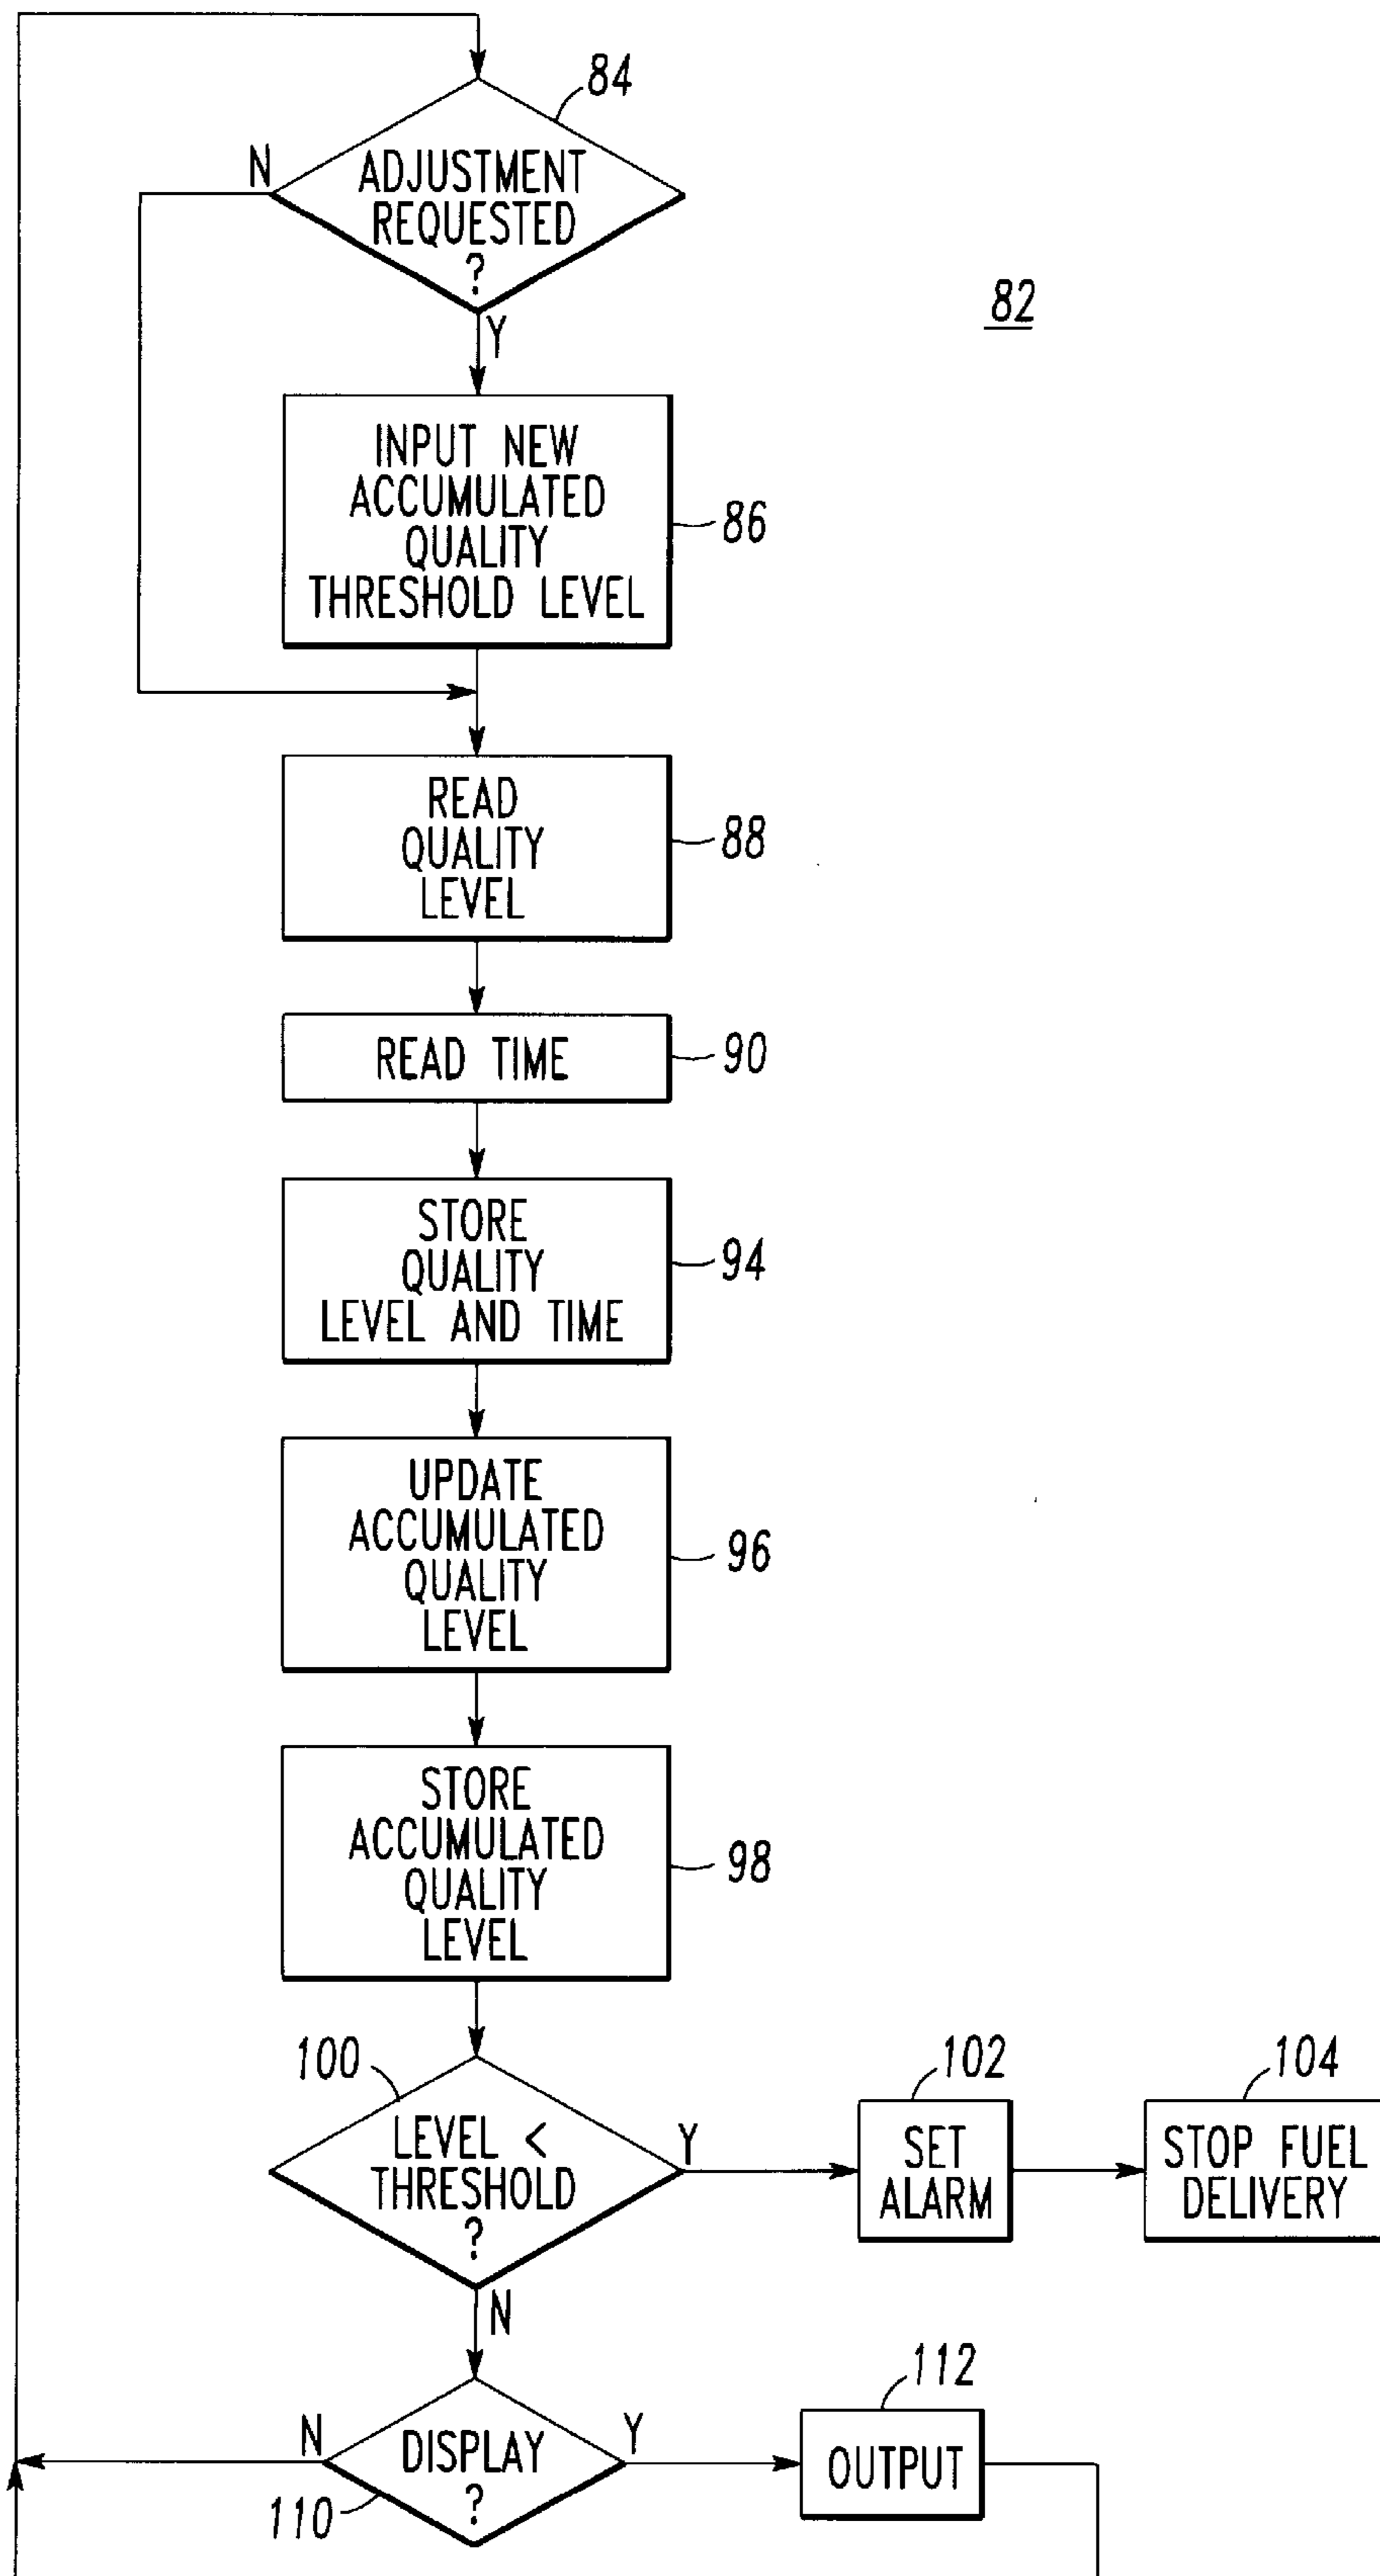 84
N
ADJUSTMENT
REQUESTED
?
Y
82
INPUT NEW
ACCUMULATED
QUALITY
THRESHOLD LEVEL
86
READ
QUALITY
LEVEL
88
READ TIME
90
STORE
QUALITY
LEVEL AND TIME
94
UPDATE
ACCUMULATED
QUALITY
LEVEL
96
STORE
ACCUMULATED
QUALITY
LEVEL
98
100
LEVEL <
THRESHOLD
?
Y
N
102
SET
ALARM
104
STOP FUEL
DELIVERY
N
DISPLAY
?
Y
110
112
OUTPUT